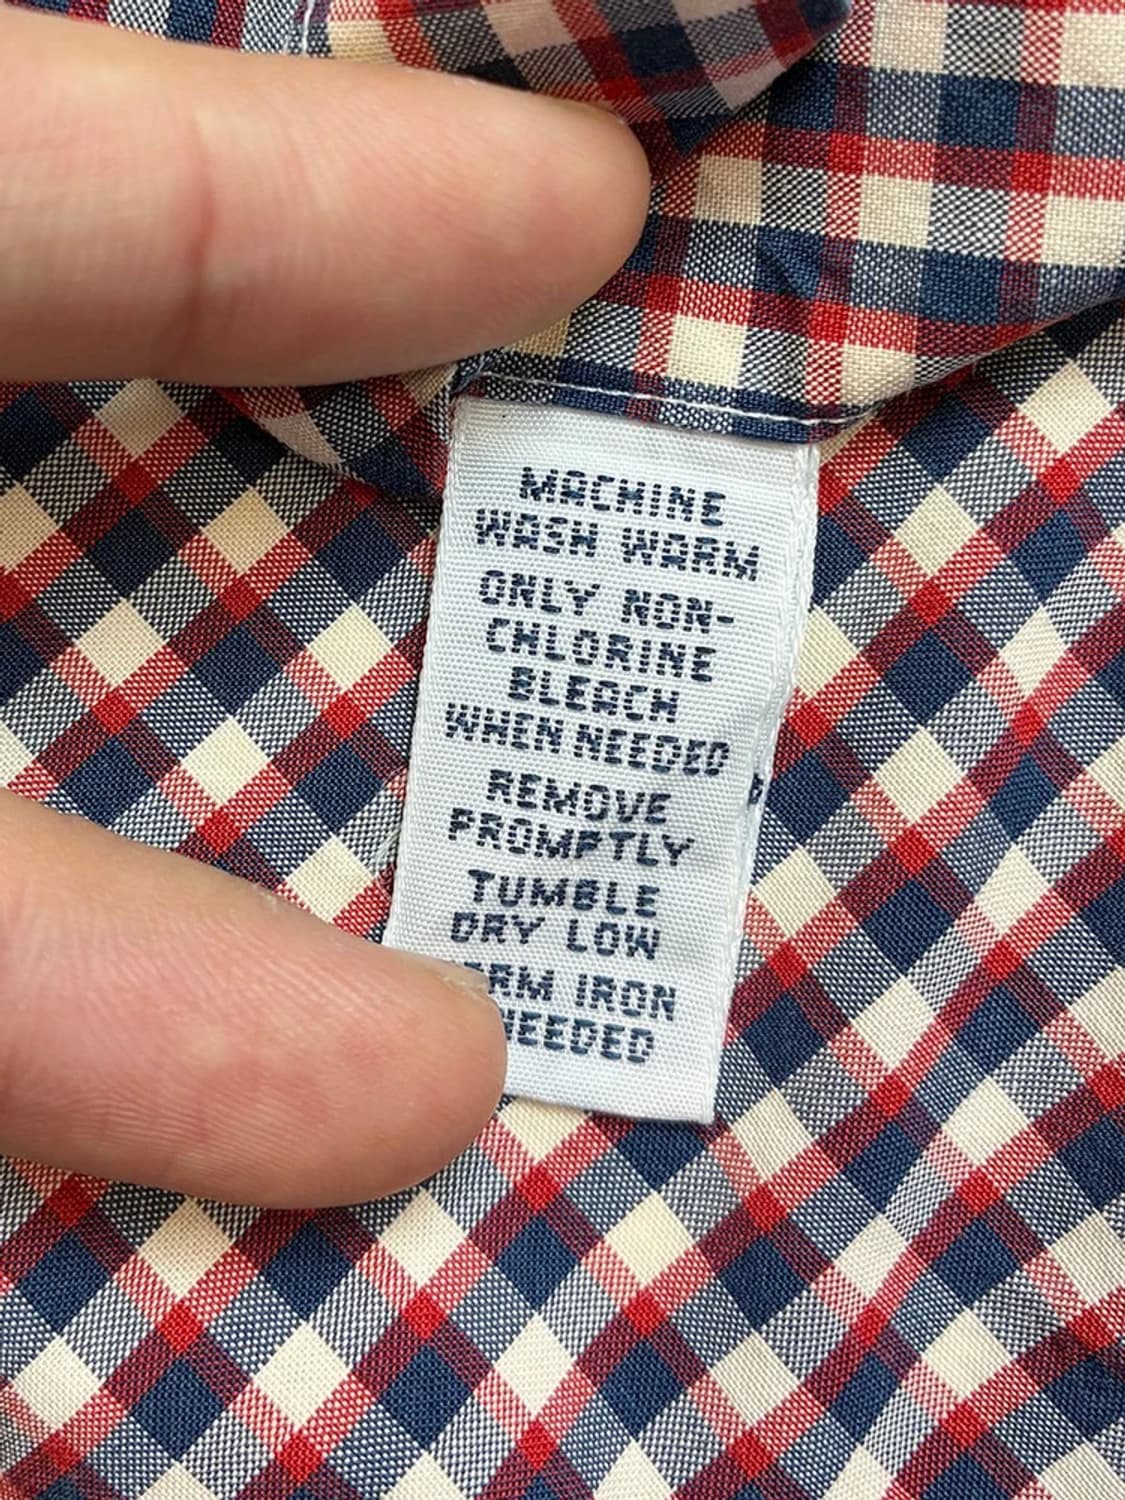 MACHINE
WASH WARM
ONLY NON-
CHLORINE
BLEACH
WHEN NEEDED
REMOVE
PROMPTLY
TUMBLE
DRY LOW
IRON
NEEDED